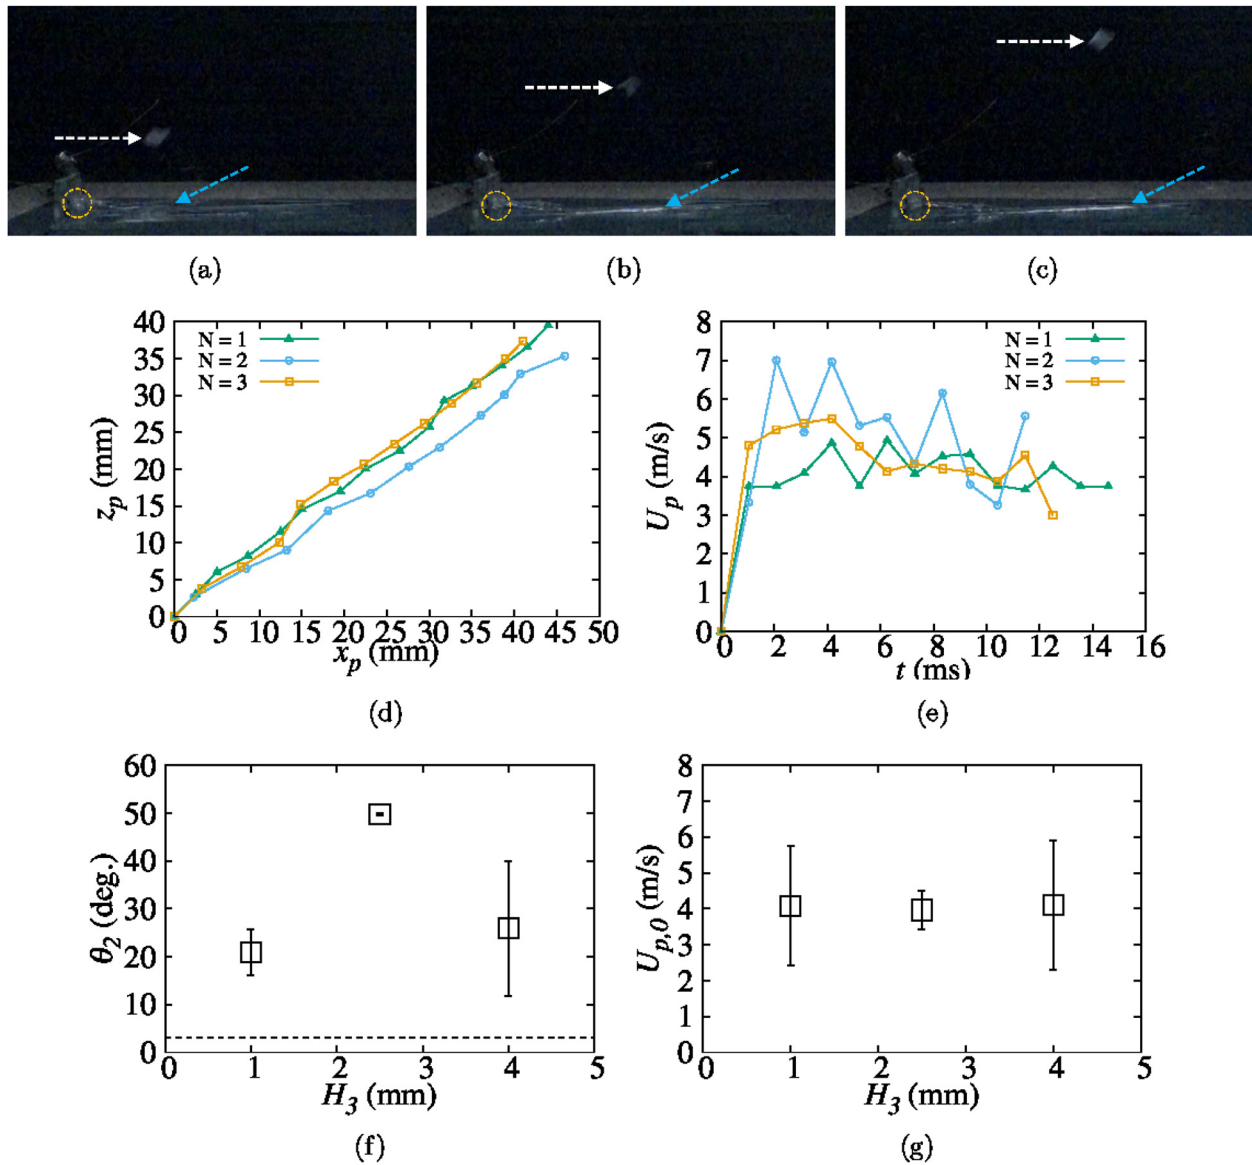 (a)
(b)
(c)
40
35
30
25
20
15
10
5
0
z_p (mm)
N = 1
N = 2
N = 3
0 5 10 15 20 25 30 35 40 45 50
x_p (mm)
(d)
8
7
6
5
4
3
2
1
0
U_p (m/s)
N = 1
N = 2
N = 3
0 2 4 6 8 10 12 14 16
t (ms)
(e)
60
50
40
30
20
10
0
θ_2 (deg.)
0 1 2 3 4 5
H_3 (mm)
(f)
8
7
6
5
4
3
2
1
0
U_p,0 (m/s)
0 1 2 3 4 5
H_3 (mm)
(g)